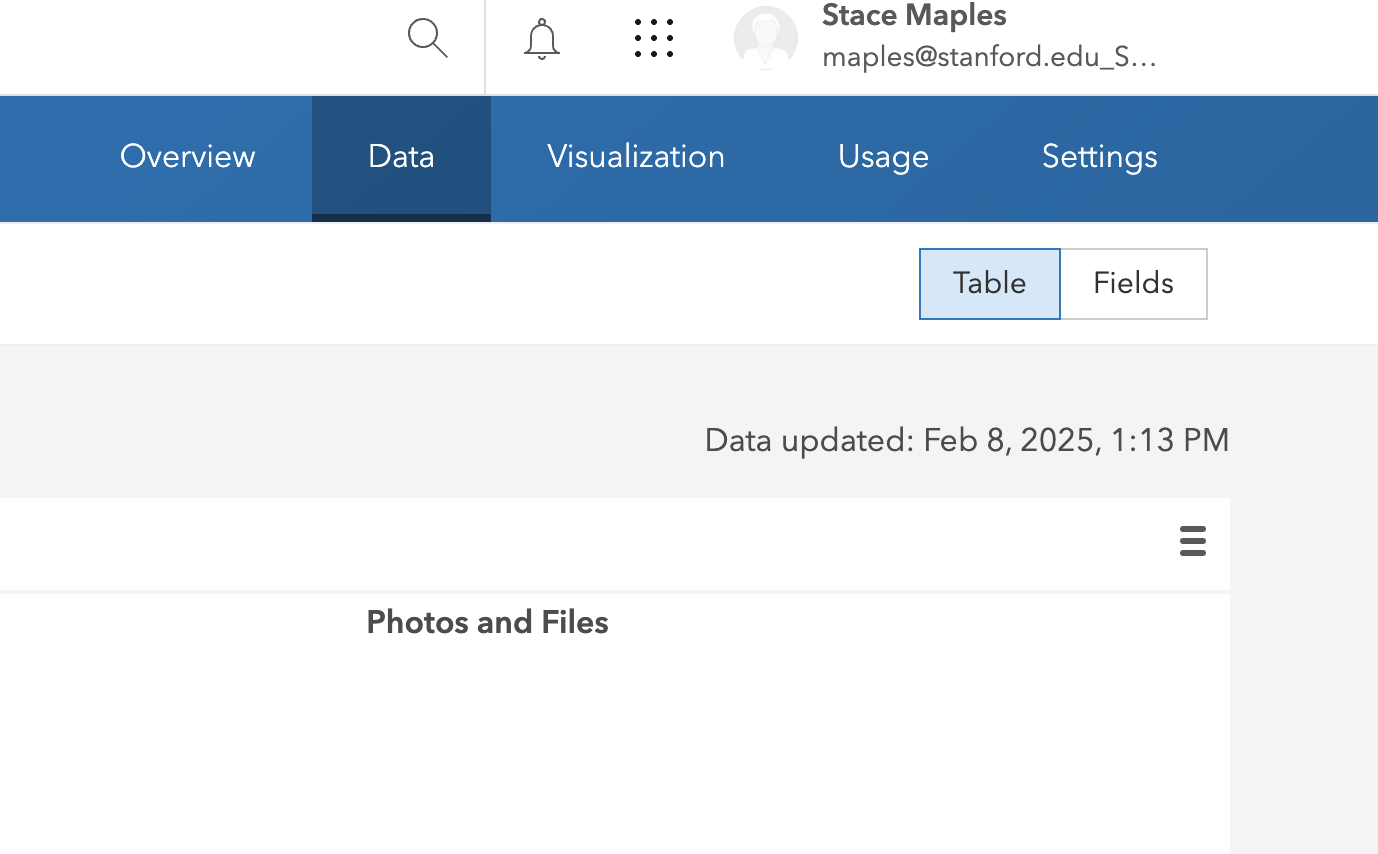 Stace Maples
maples@stanford.edu_S...
Overview Data Visualization Usage Settings
Table Fields
Data updated: Feb 8, 2025, 1:13 PM
Photos and Files